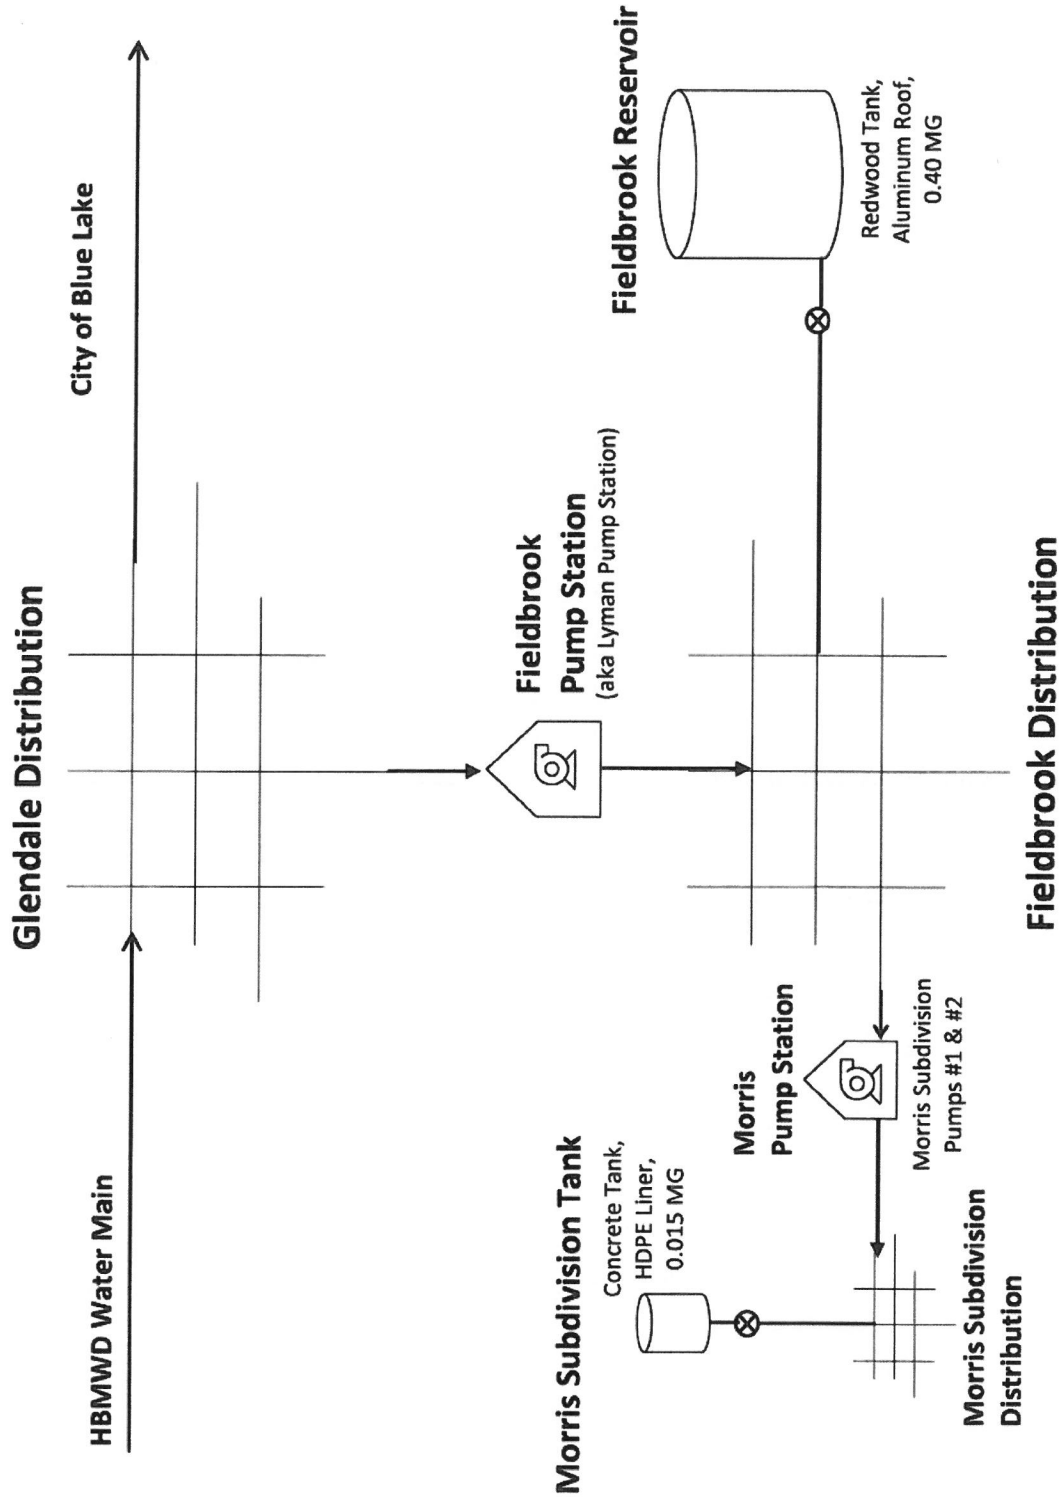 Glendale Distribution
HBMWD Water Main
City of Blue Lake
Fieldbrook
Pump Station
(aka Lyman Pump Station)
Fieldbrook Reservoir
Redwood Tank,
Aluminum Roof,
0.40 MG
Morris Subdivision Tank
Concrete Tank,
HDPE Liner,
0.015 MG
Morris
Pump Station
Morris Subdivision
Pumps #1 & #2
Morris Subdivision
Distribution
Fieldbrook Distribution